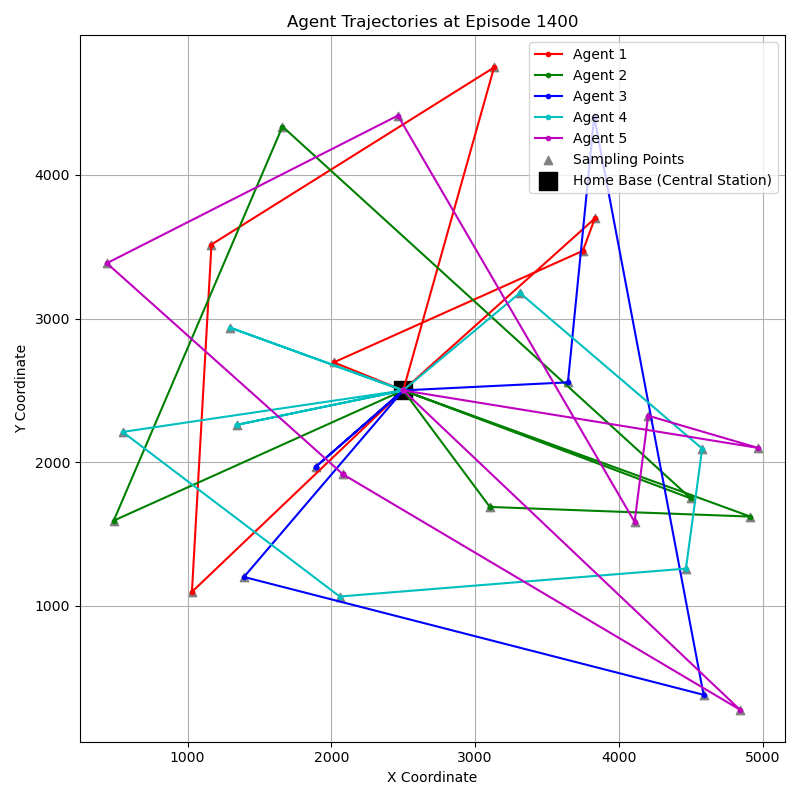 Agent Trajectories at Episode 1400
Agent 1
Agent 2
Agent 3
Agent 4
Agent 5
Sampling Points
Home Base (Central Station)
Y Coordinate
4000
3000
2000
1000
1000
2000
3000
4000
5000
X Coordinate